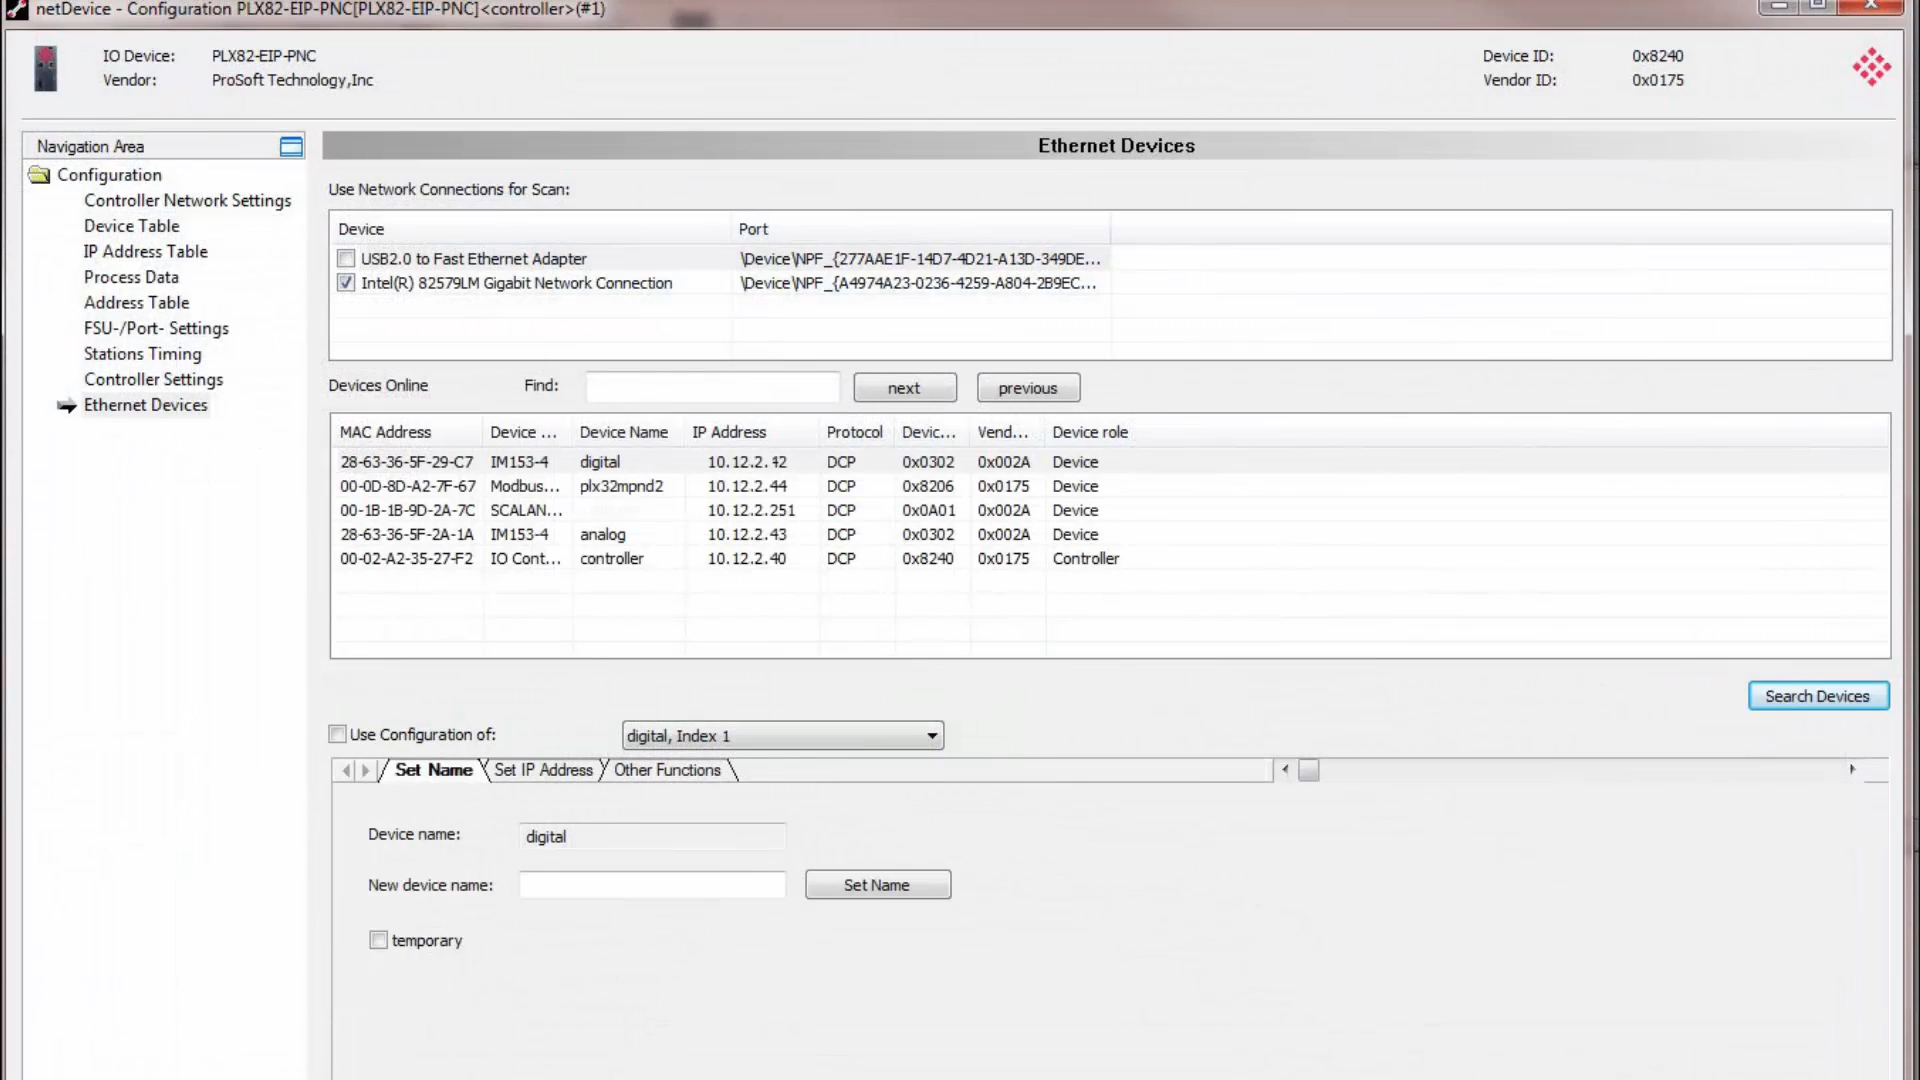 netDevice - Configuration PLX82-EIP-PNC[PLX82-EIP-PNC]<controller>(#1)
IO Device: PLX82-EIP-PNC Device ID: 0x8240
Vendor: ProSoft Technology,Inc Vendor ID: 0x0175
Navigation Area
Configuration
Controller Network Settings
Device Table
IP Address Table
Process Data
Address Table
FSU-/Port- Settings
Stations Timing
Controller Settings
Ethernet Devices
Ethernet Devices
Use Network Connections for Scan:
Device Port
USB2.0 to Fast Ethernet Adapter \Device\NPF_{277AAE1F-14D7-4D21-A13D-349DE...
Intel(R) 82579LM Gigabit Network Connection \Device\NPF_{A4974A23-0236-4259-A804-2B9EC...
Devices Online Find: next previous
MAC Address Device ... Device Name IP Address Protocol Devic... Vend... Device role
28-63-36-5F-29-C7 IM153-4 digital 10.12.2.42 DCP 0x0302 0x002A Device
00-0D-8D-A2-7F-67 Modbus... plx32mpnd2 10.12.2.44 DCP 0x8206 0x0175 Device
00-1B-1B-9D-2A-7C SCALAN... 10.12.2.251 DCP 0x0A01 0x002A Device
28-63-36-5F-2A-1A IM153-4 analog 10.12.2.43 DCP 0x0302 0x002A Device
00-02-A2-35-27-F2 IO Cont... controller 10.12.2.40 DCP 0x8240 0x0175 Controller
Search Devices
Use Configuration of: digital, Index 1
Set Name Set IP Address Other Functions
Device name: digital
New device name: Set Name
temporary